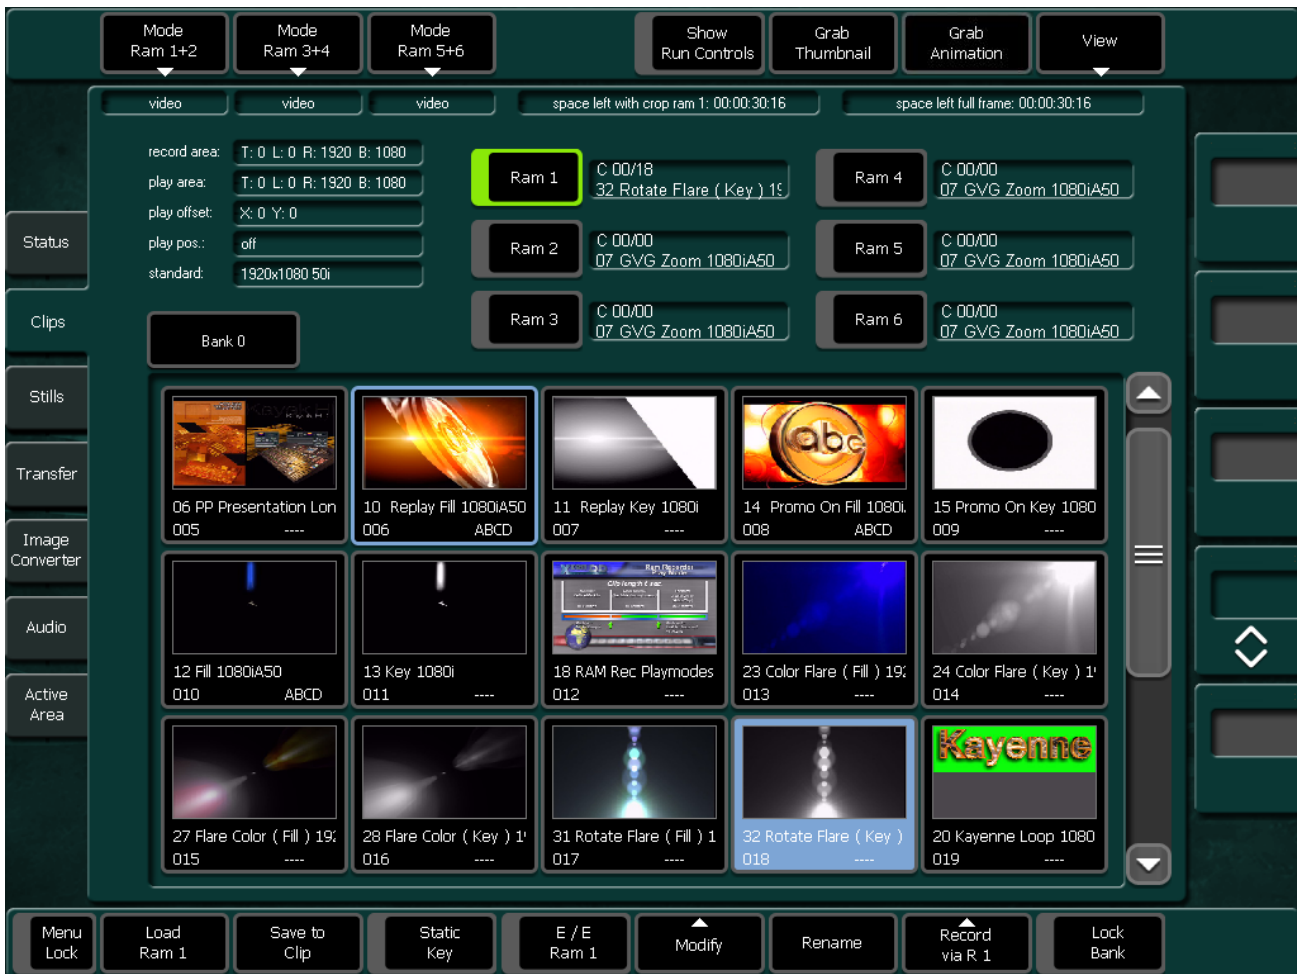 Mode
Ram 1+2
Mode
Ram 3+4
Mode
Ram 5+6
Show
Run Controls
Grab
Thumbnail
Grab
Animation
View
video
video
video
space left with crop ram 1: 00:00:30:16
space left full frame: 00:00:30:16
record area: T: 0 L: 0 R: 1920 B: 1080
play area: T: 0 L: 0 R: 1920 B: 1080
play offset: X: 0 Y: 0
play pos.: off
standard: 1920x1080 50i
Ram 1
C 00/18
32 Rotate Flare ( Key ) 19
Ram 4
C 00/00
07 GVG Zoom 1080iA50
Ram 2
C 00/00
07 GVG Zoom 1080iA50
Ram 5
C 00/00
07 GVG Zoom 1080iA50
Ram 3
C 00/00
07 GVG Zoom 1080iA50
Ram 6
C 00/00
07 GVG Zoom 1080iA50
Status
Clips
Stills
Transfer
Image
Converter
Audio
Active
Area
Bank 0
06 PP Presentation Lon
005 ----
10 Replay Fill 1080iA50
006 ABCD
11 Replay Key 1080i
007 ----
abc
14 Promo On Fill 1080i.
008 ABCD
15 Promo On Key 1080
009 ----
12 Fill 1080iA50
010 ABCD
13 Key 1080i
011 ----
Ram Recorder
Play Mode
18 RAM Rec Playmodes
012 ----
23 Color Flare ( Fill ) 192
013 ----
24 Color Flare ( Key ) 1
014 ----
27 Flare Color ( Fill ) 192
015 ----
28 Flare Color ( Key ) 1
016 ----
31 Rotate Flare ( Fill ) 1
017 ----
32 Rotate Flare ( Key )
018 ----
Kayenne
20 Kayenne Loop 1080
019 ----
Menu
Lock
Load
Ram 1
Save to
Clip
Static
Key
E / E
Ram 1
Modify
Rename
Record
via R 1
Lock
Bank